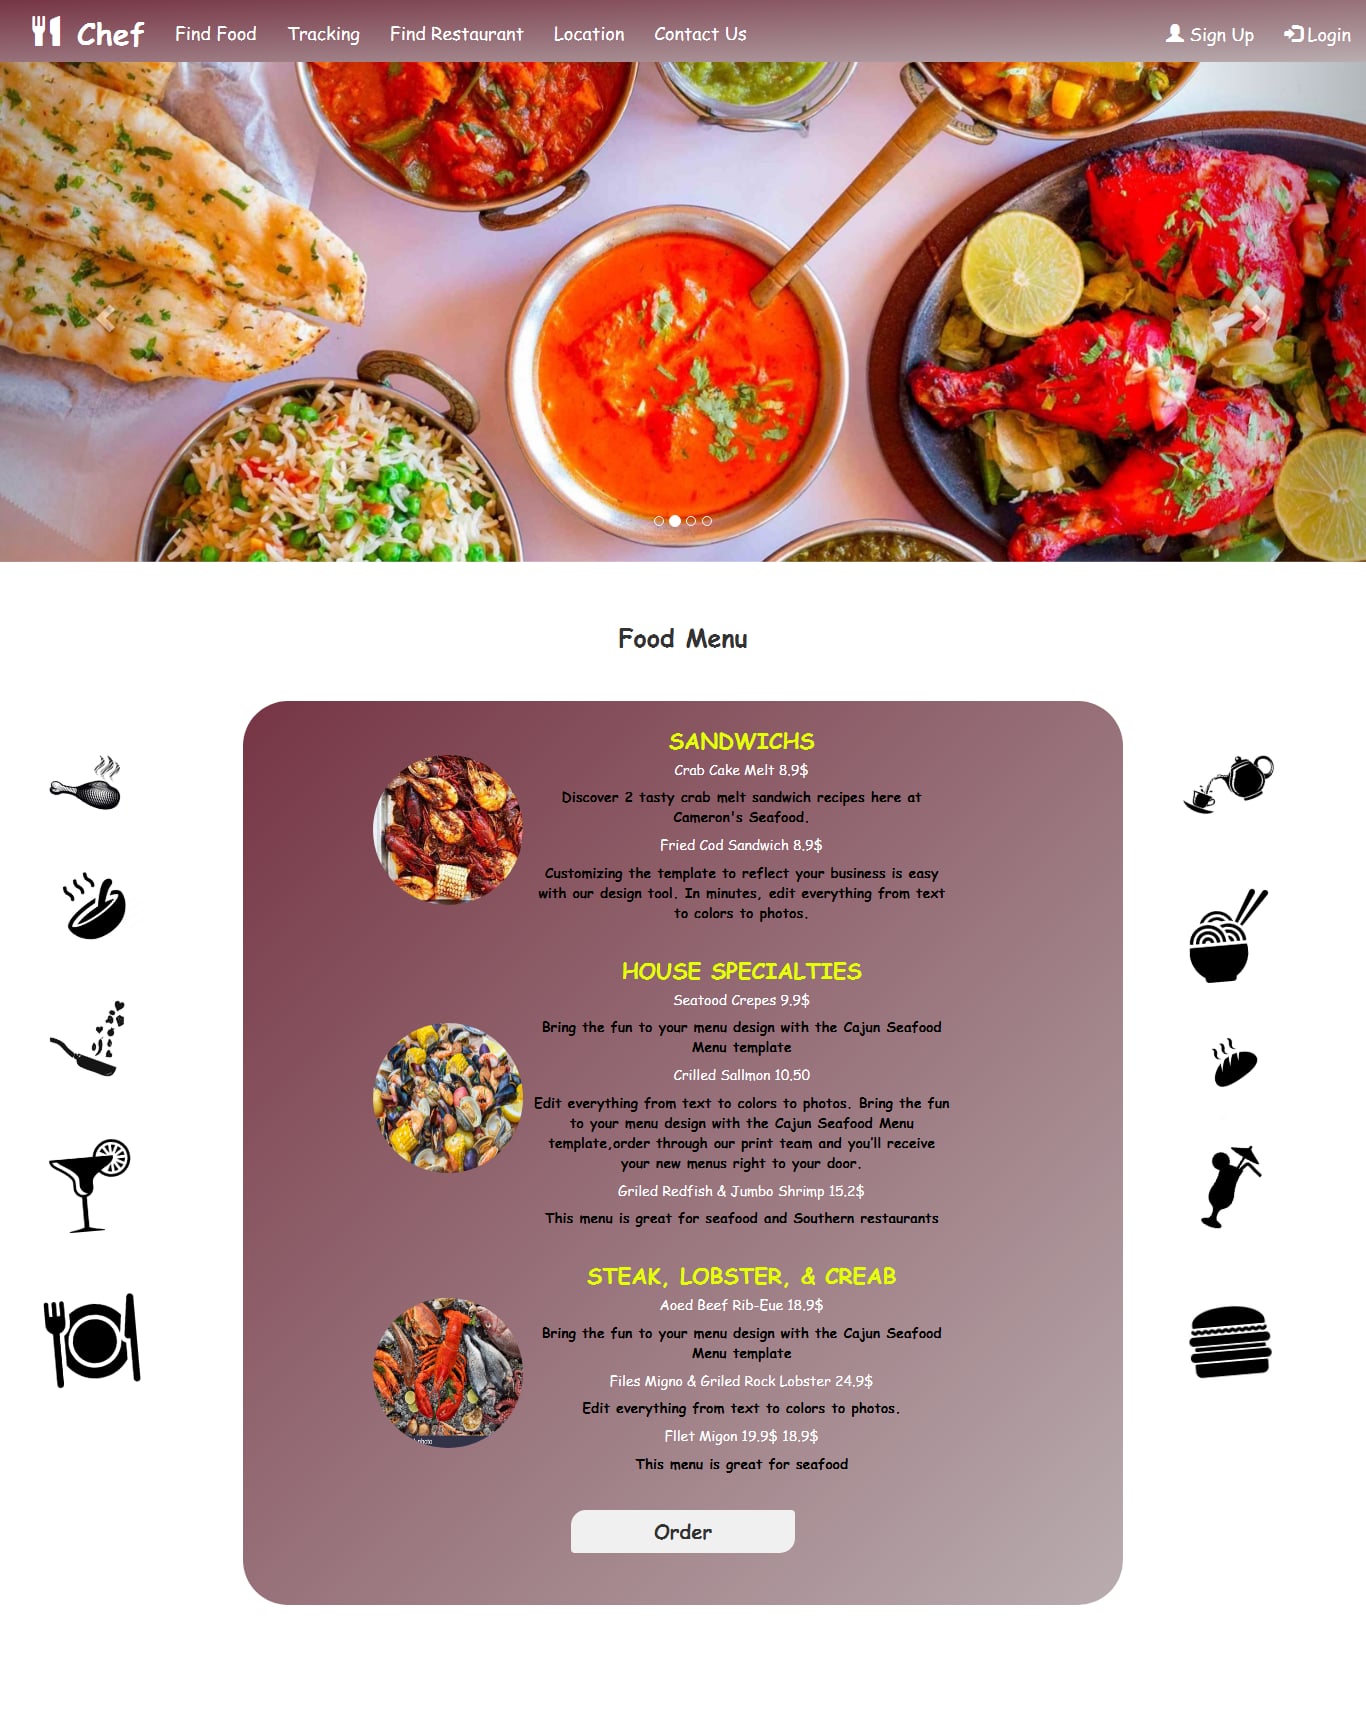 Chef Find Food Tracking Find Restaurant Location Contact Us Sign Up Login
Food Menu
SANDWICHS
Crab Cake Melt 8.9$
Discover 2 tasty crab melt sandwich recipes here at
Cameron's Seafood.
Fried Cod Sandwich 8.9$
Customizing the template to reflect your business is easy
with our design tool. In minutes, edit everything from text
to colors to photos.
HOUSE SPECIALTIES
Seatood Crepes 9.9$
Bring the fun to your menu design with the Cajun Seafood
Menu template
Crilled Sallmon 10,50
Edit everything from text to colors to photos. Bring the fun
to your menu design with the Cajun Seafood Menu
template,order through our print team and you'll receive
your new menus right to your door.
Griled Redfish & Jumbo Shrimp 15.2$
This menu is great for seafood and Southern restaurants
STEAK, LOBSTER, & CREAB
Aoed Beef Rib-Eue 18.9$
Bring the fun to your menu design with the Cajun Seafood
Menu template
Files Migno & Griled Rock Lobster 24.9$
Edit everything from text to colors to photos.
Fllet Migon 19.9$ 18.9$
This menu is great for seafood
Order